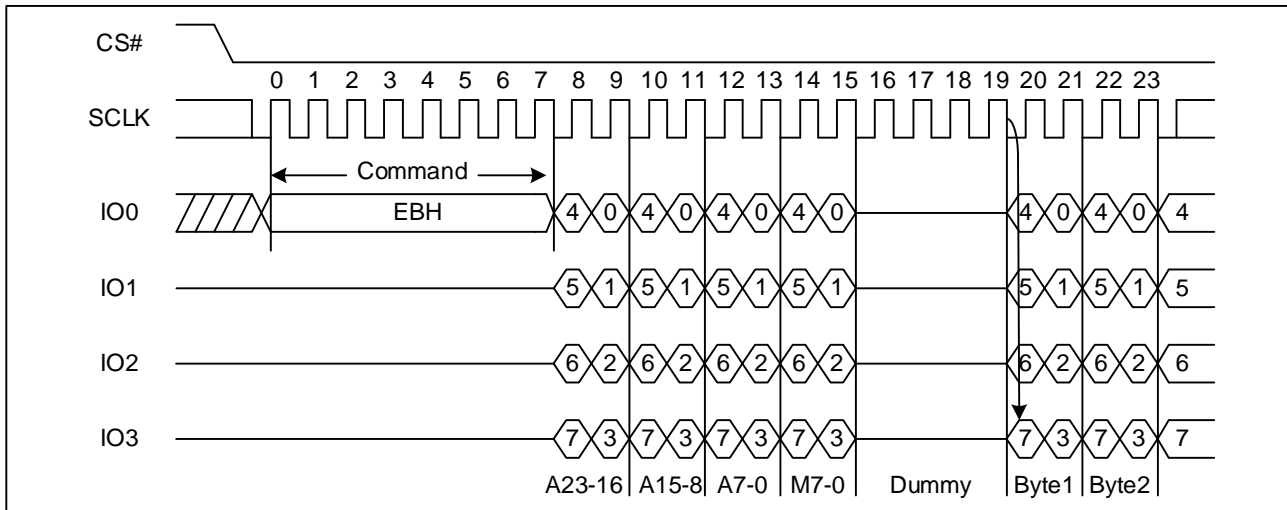 CS#
0 1 2 3 4 5 6 7 8 9 10 11 12 13 14 15 16 17 18 19 20 21 22 23
SCLK
Command
IO0 EBH 4 0 4 0 4 0 4 0 4 0 4 0 4
IO1 5 1 5 1 5 1 5 1 5 1 5 1 5
IO2 6 2 6 2 6 2 6 2 6 2 6 2 6
IO3 7 3 7 3 7 3 7 3 7 3 7 3 7
A23-16 A15-8 A7-0 M7-0 Dummy Byte1 Byte2